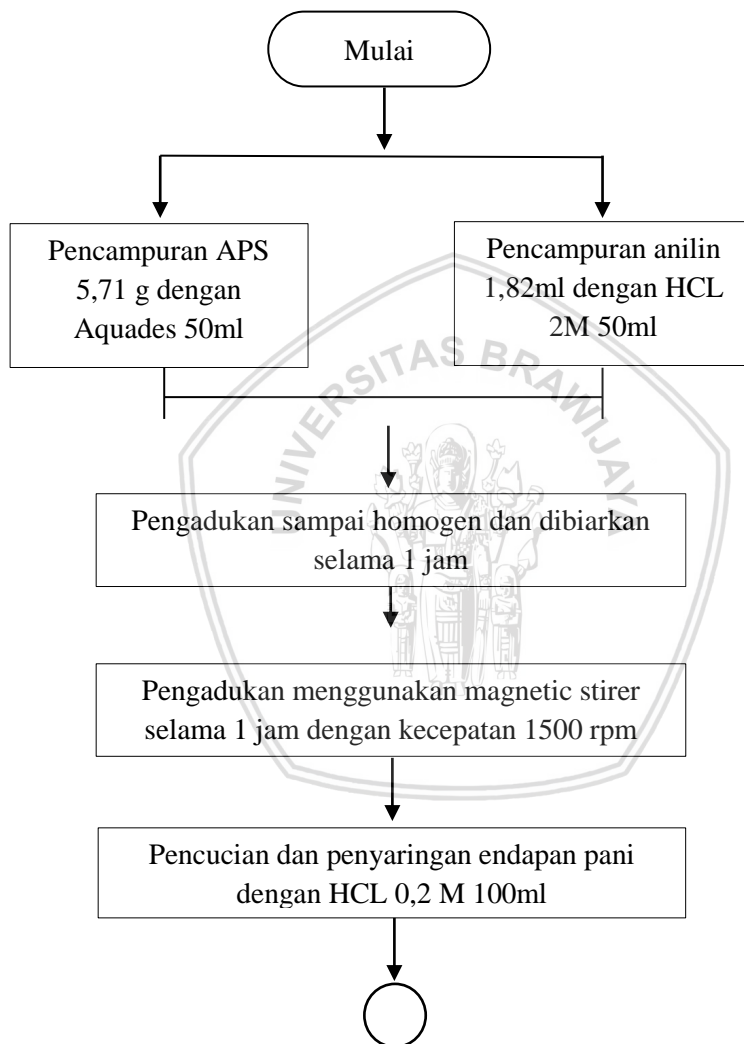 Mulai
Pencampuran APS
5,71 g dengan
Aquades 50ml
Pencampuran anilin
1,82ml dengan HCL
2M 50ml
UNIVERSITAS BRAWIJAYA
Pengadukan sampai homogen dan dibiarkan
selama 1 jam
Pengadukan menggunakan magnetic stirer
selama 1 jam dengan kecepatan 1500 rpm
Pencucian dan penyaringan endapan pani
dengan HCL 0,2 M 100ml